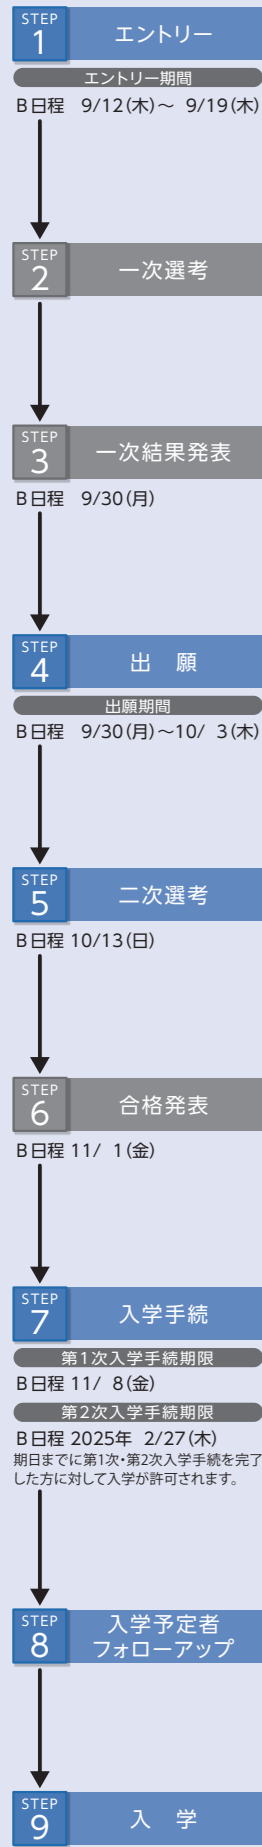 STEP
1
エントリー
エントリー期間
B日程 9/12(木)～ 9/19(木)
STEP
2
一次選考
STEP
3
一次結果発表
B日程 9/30(月)
STEP
4
出 願
出願期間
B日程 9/30(月)～10/ 3(木)
STEP
5
二次選考
B日程 10/13(日)
STEP
6
合格発表
B日程 11/ 1(金)
STEP
7
入学手続
第1次入学手続期限
B日程 11/ 8(金)
第2次入学手続期限
B日程 2025年 2/27(木)
期日までに第1次・第2次入学手続を完了
した方に対して入学が許可されます。
STEP
8
入学予定者
フォローアップ
STEP
9
入 学